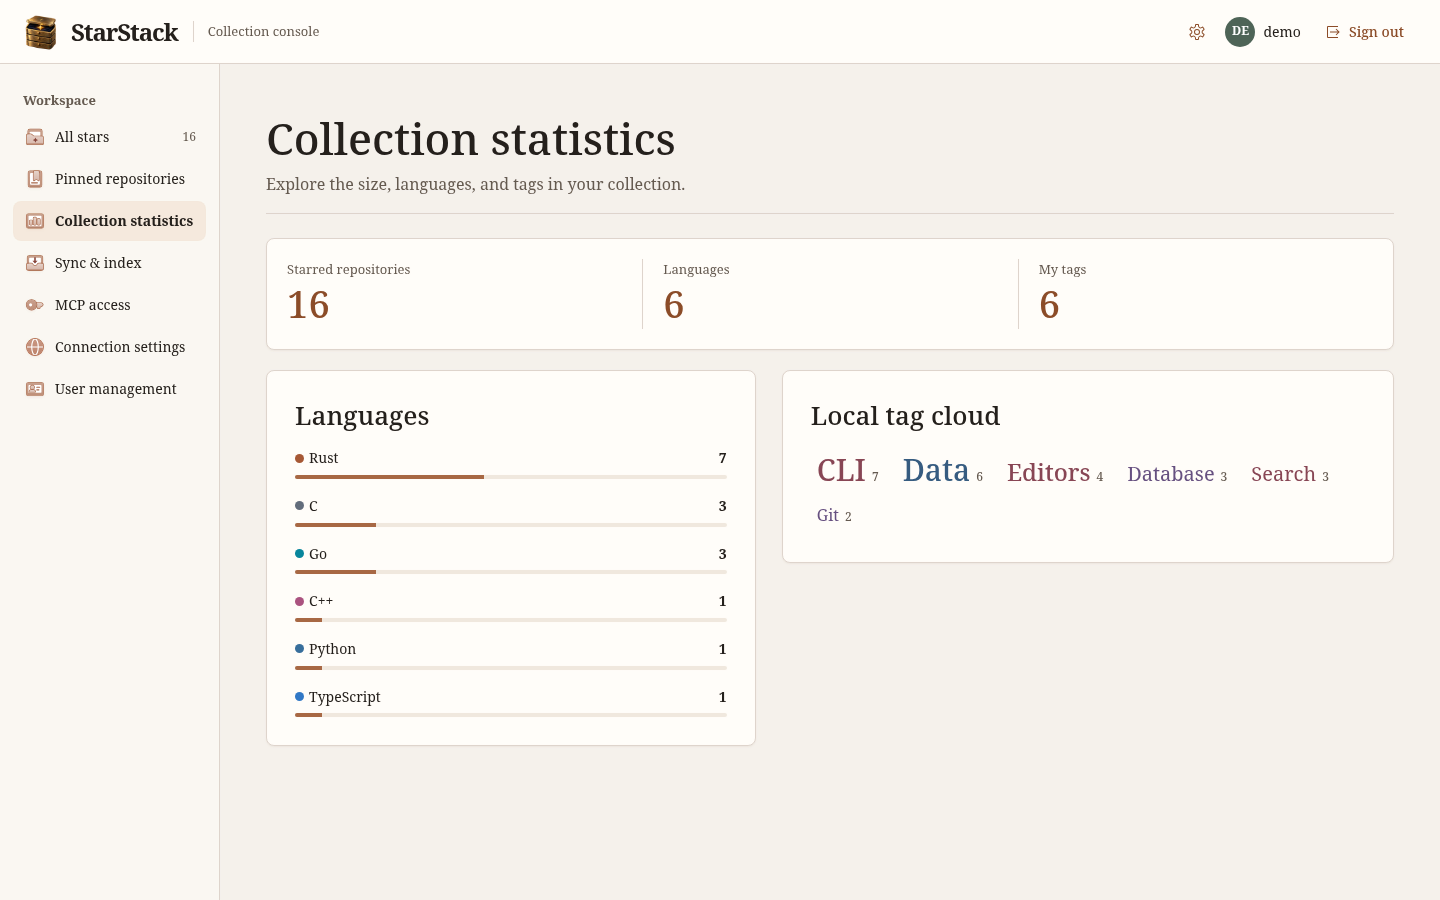 StarStack
Collection console
DE
demo
Sign out
Workspace
All stars 16
Pinned repositories
Collection statistics
Sync & index
MCP access
Connection settings
User management
Collection statistics
Explore the size, languages, and tags in your collection.
Starred repositories
16
Languages
6
My tags
6
Languages
Rust 7
C 3
Go 3
C++ 1
Python 1
TypeScript 1
Local tag cloud
CLI 7 Data 6 Editors 4 Database 3 Search 3
Git 2